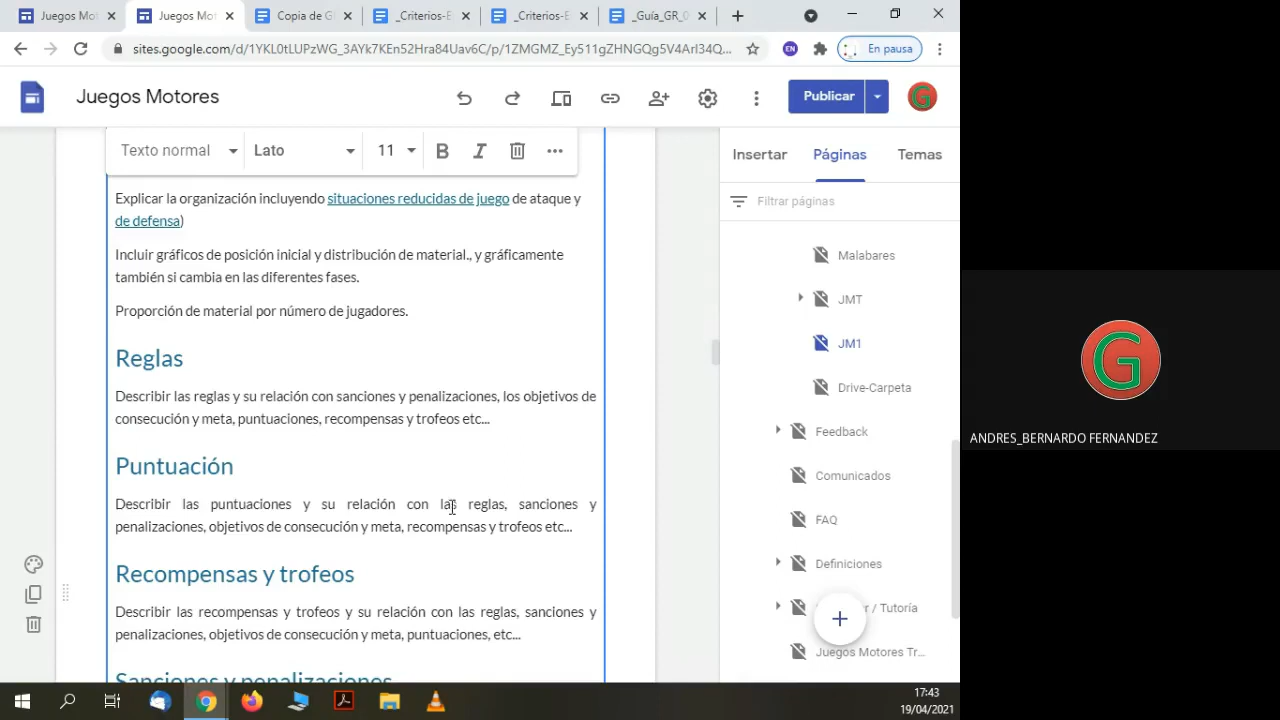 Juegos Mot
Juegos Mot
Copia de G
_Criterios-E
_Criterios-E
_Guía_GR_0
sites.google.com/d/1YKL0tLUPzWG_3AYk7KEn52Hra84Uav6C/p/1ZMGMZ_Ey511gZHNGQg5V4ArI34Q...
EN
En pausa
Juegos Motores
Publicar
G
Texto normal
Lato
11
B
I
Insertar
Páginas
Temas
Filtrar páginas
Explicar la organización incluyendo situaciones reducidas de juego de ataque y
de defensa)
Incluir gráficos de posición inicial y distribución de material., y gráficamente
también si cambia en las diferentes fases.
Proporción de material por número de jugadores.
Reglas
Describir las reglas y su relación con sanciones y penalizaciones, los objetivos de
consecución y meta, puntuaciones, recompensas y trofeos etc...
Puntuación
Describir las puntuaciones y su relación con las reglas, sanciones y
penalizaciones, objetivos de consecución y meta, recompensas y trofeos etc...
Recompensas y trofeos
Describir las recompensas y trofeos y su relación con las reglas, sanciones y
penalizaciones, objetivos de consecución y meta, puntuaciones, etc...
Sanciones y penalizaciones
Malabares
JMT
JM1
Drive-Carpeta
Feedback
Comunicados
FAQ
Definiciones
/ Tutoría
Juegos Motores Tr...
G
ANDRES_BERNARDO FERNANDEZ
17:43
19/04/2021